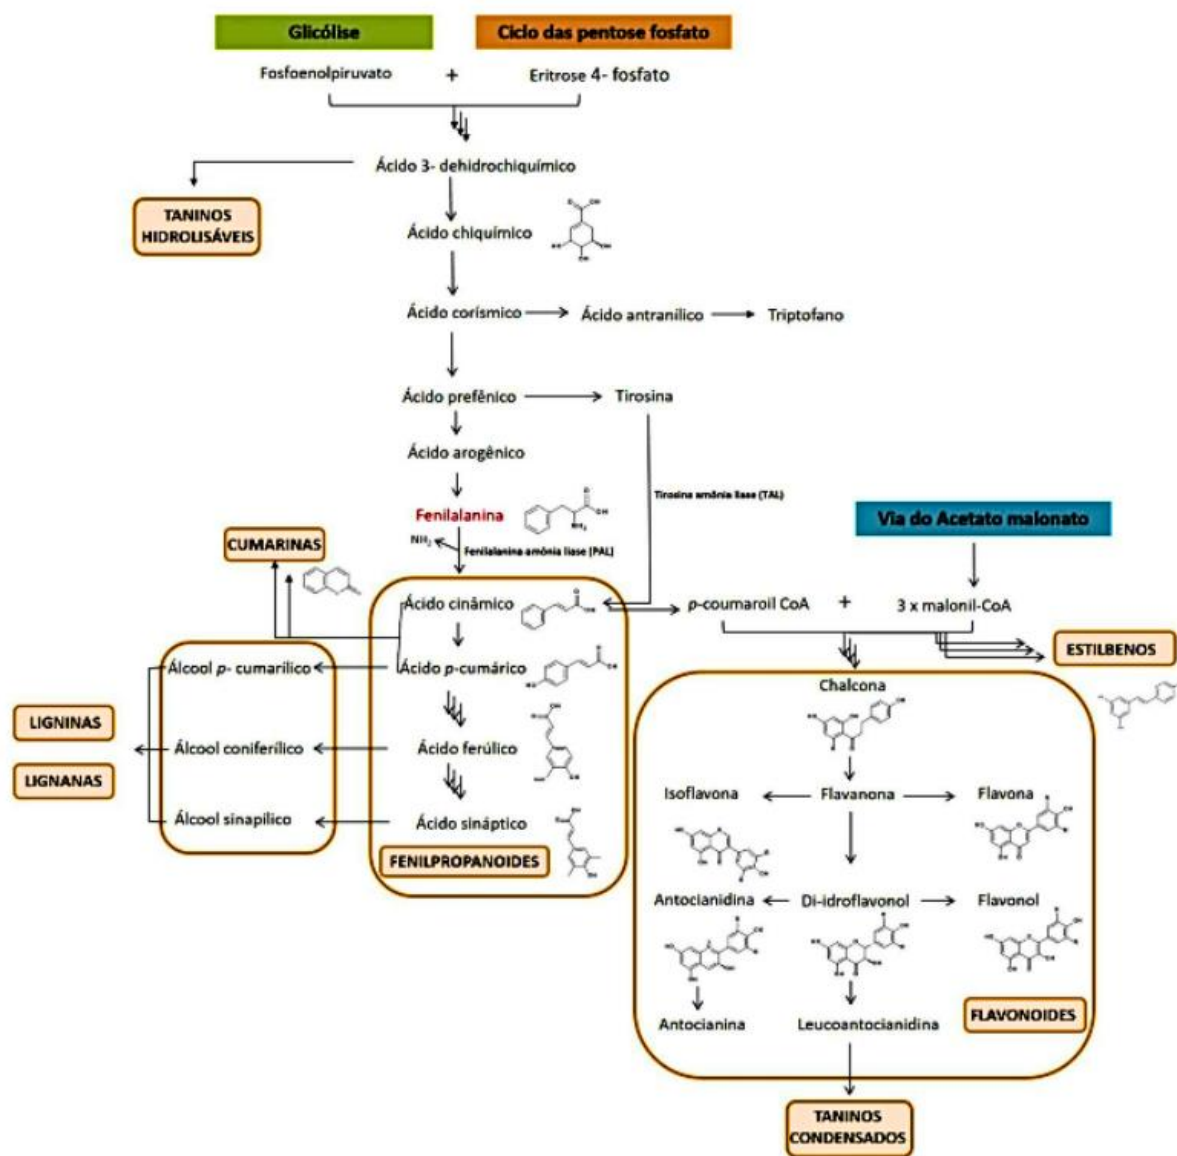 Glicólise
Ciclo das pentose fosfato
Fosfoenolpiruvato
+
Eritrose 4- fosfato
Ácido 3- dehidrochiquímico
TANINOS
HIDROLISÁVEIS
Ácido chiquímico
Ácido corísmico
Ácido antranílico
Triptofano
Ácido prefênico
Tirosina
Ácido arogênico
Tirosina amônia liase (TAL)
Fenilalanina
Via do Acetato malonato
NH2
Fenilalanina amônia liase (PAL)
CUMARINAS
Ácido cinâmico
p-coumaroil CoA
+
3 x malonil-CoA
ESTILBENOS
Álcool p- cumarílico
Ácido p-cumárico
Chalcona
LIGNINAS
Álcool coniferílico
Ácido ferúlico
LIGNANAS
Isoflavona
Flavanona
Flavona
Álcool sinapílico
Ácido sináptico
FENILPROPANOIDES
Antocianidina
Di-idroflavonol
Flavonol
Antocianina
Leucoantocianidina
FLAVONOIDES
TANINOS
CONDENSADOS